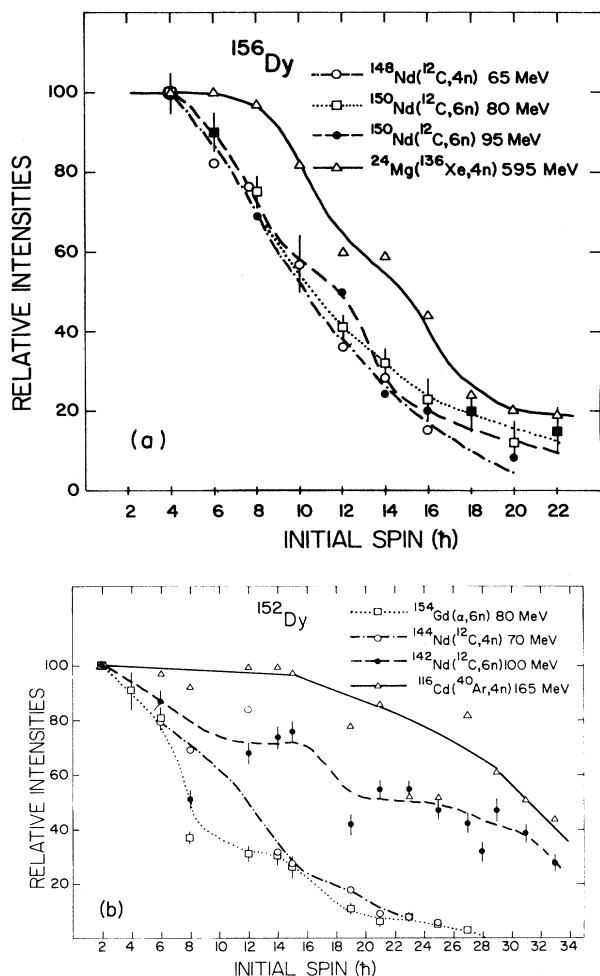 ¹⁵⁶Dy
¹⁴⁸Nd(¹²C,4n) 65 MeV
¹⁵⁰Nd(¹²C,6n) 80 MeV
¹⁵⁰Nd(¹²C,6n) 95 MeV
²⁴Mg(¹³⁶Xe,4n) 595 MeV
RELATIVE INTENSITIES
100
80
60
40
20
0
(a)
2 4 6 8 10 12 14 16 18 20 22
INITIAL SPIN (ħ)
¹⁵²Dy
¹⁵⁴Gd(α,6n) 80 MeV
¹⁴⁴Nd(¹²C,4n) 70 MeV
¹⁴²Nd(¹²C,6n)100 MeV
¹¹⁶Cd(⁴⁰Ar,4n)165 MeV
RELATIVE INTENSITIES
100
80
60
40
20
(b)
2 4 6 8 10 12 14 16 18 20 22 24 26 28 30 32 34
INITIAL SPIN (ħ)